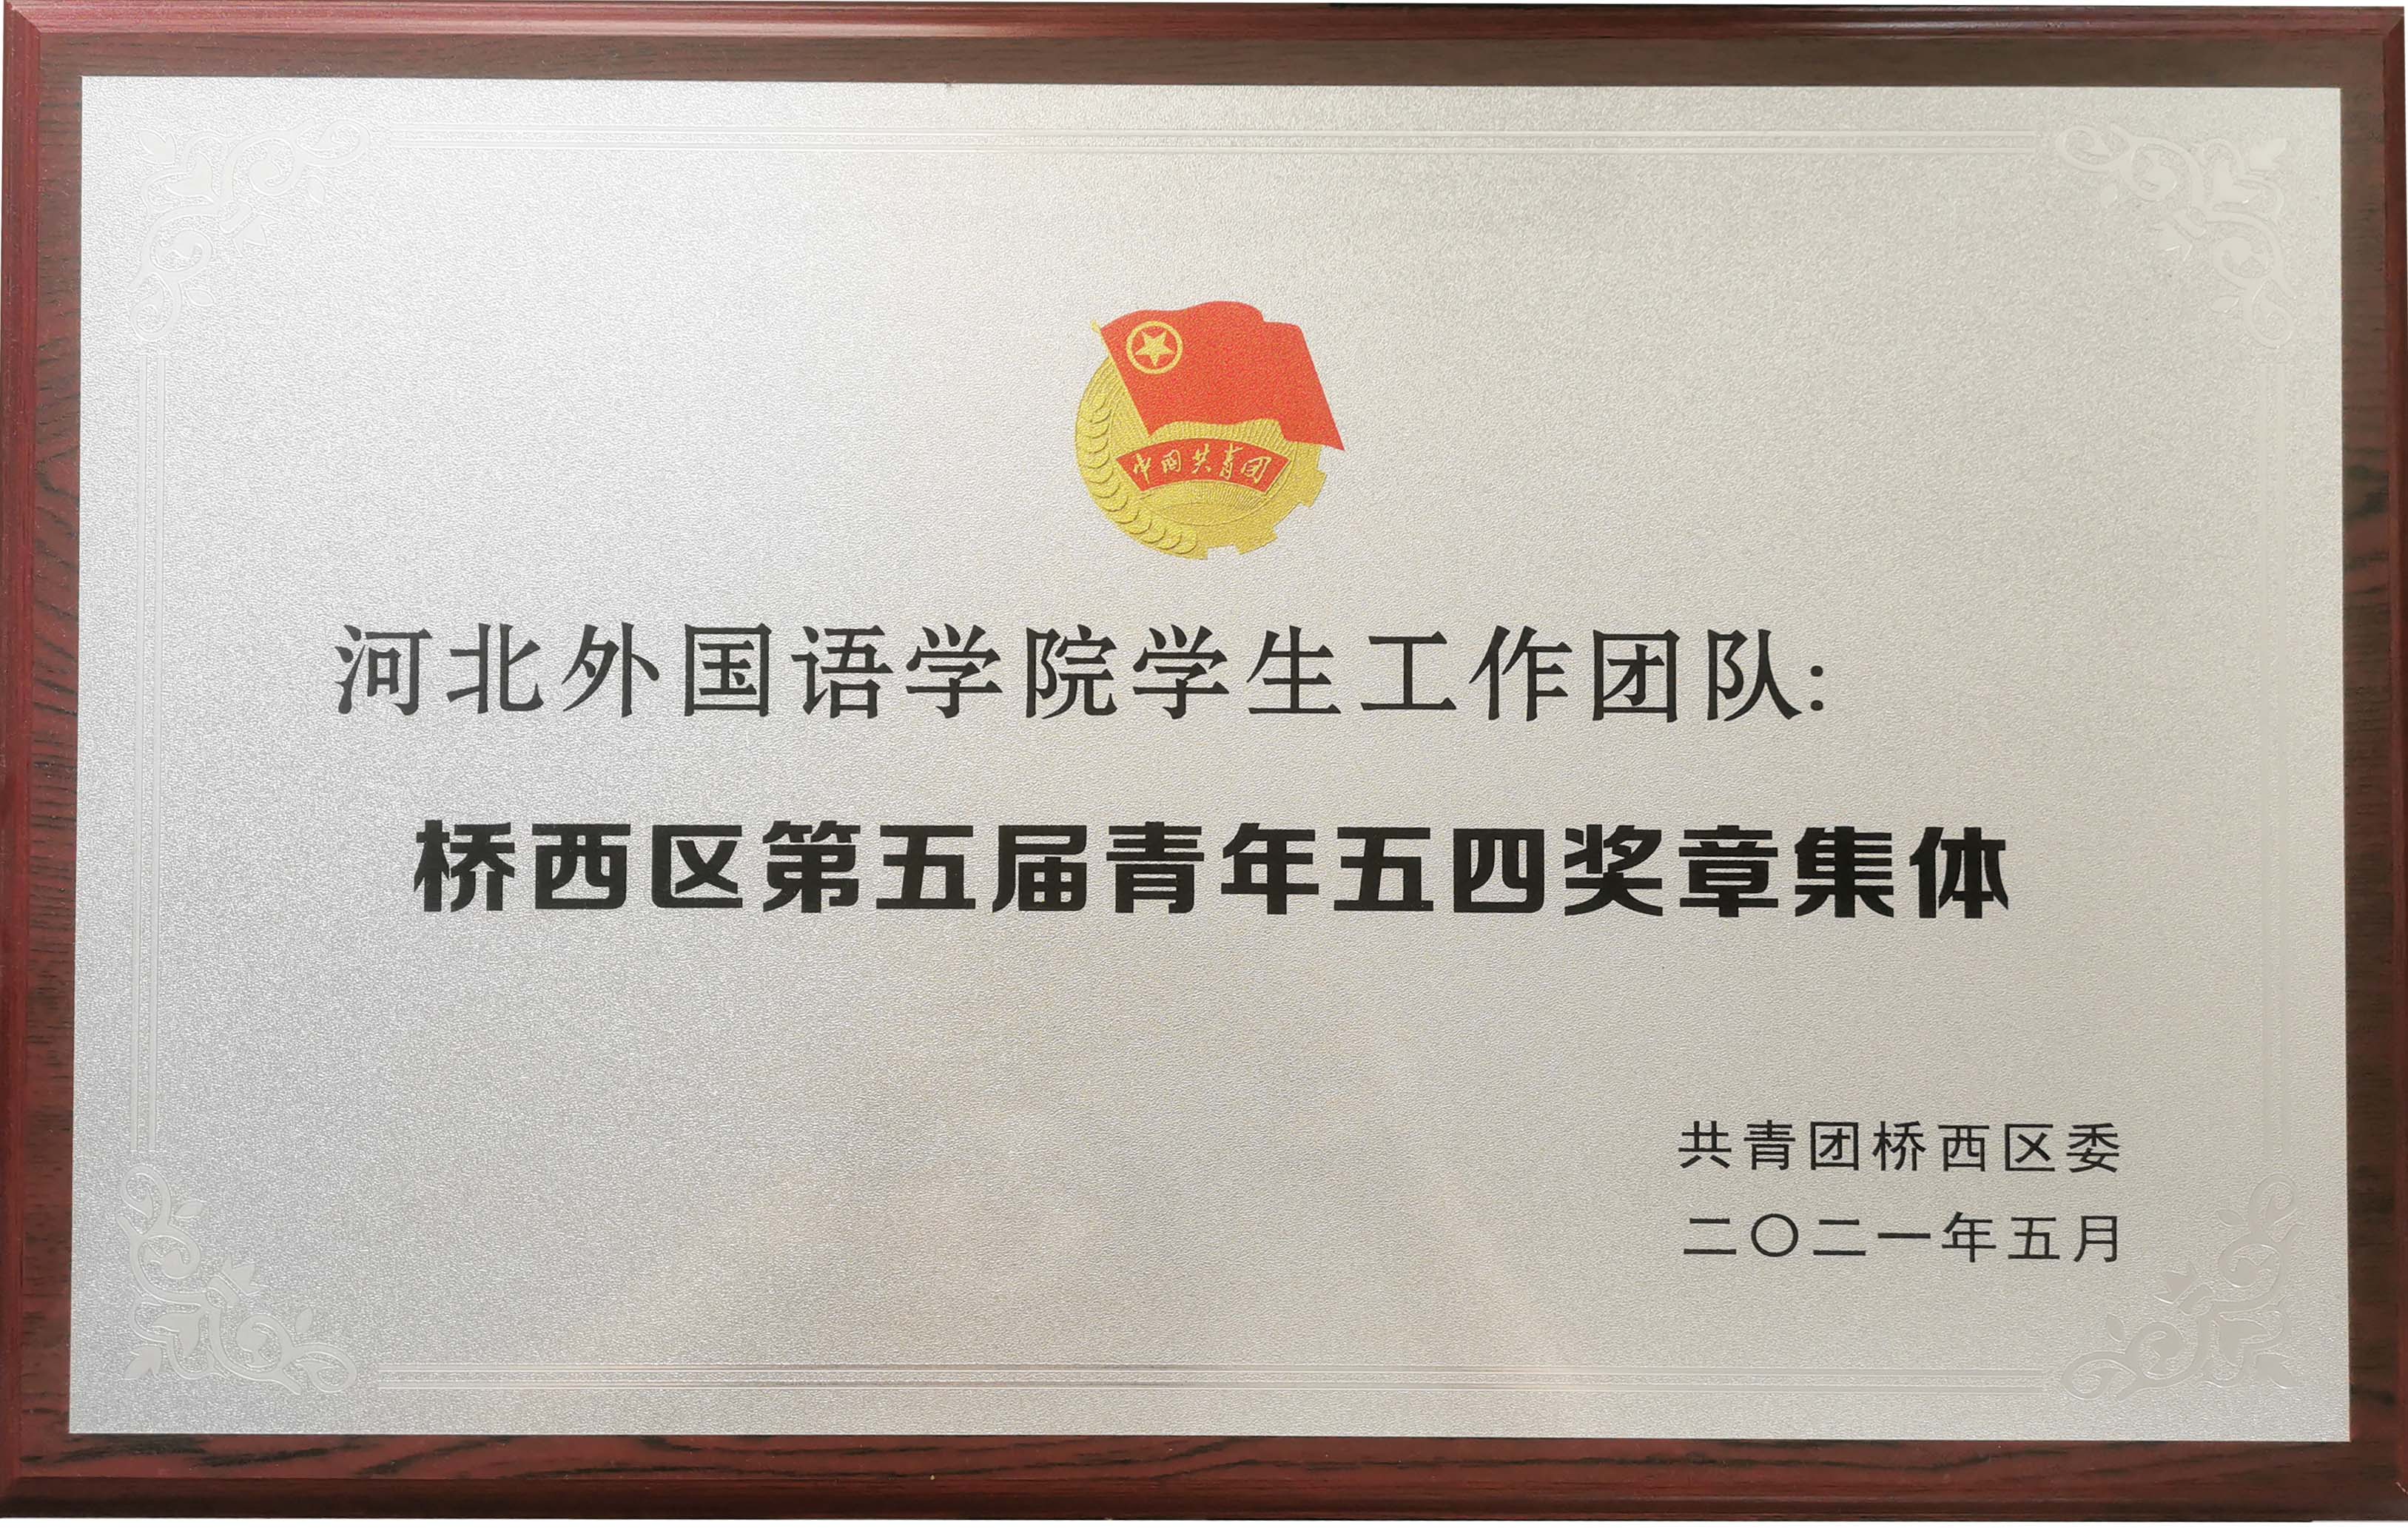 中国共青团
河北外国语学院学生工作团队:
桥西区第五届青年五四奖章集体
共青团桥西区委
二〇二一年五月